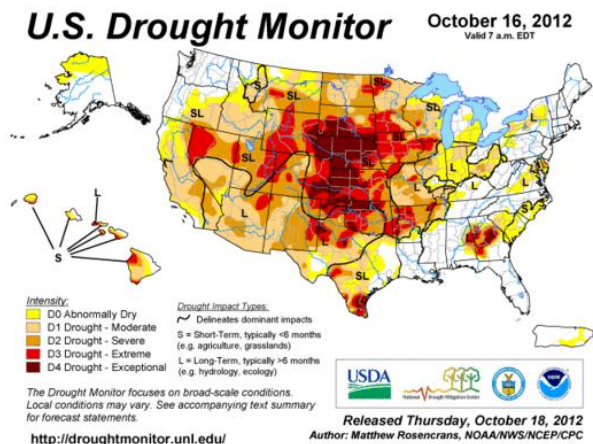 U.S. Drought Monitor
October 16, 2012
Valid 7 a.m. EDT
SL
SL
SL
SL
SL
SL
SL
SL
S
S
S
S
L
L
L
L
L
L
L
L
L
Intensity:
D0 Abnormally Dry
D1 Drought - Moderate
D2 Drought - Severe
D3 Drought - Extreme
D4 Drought - Exceptional
Drought Impact Types:
Delineates dominant impacts
S = Short-Term, typically <6 months
(e.g. agriculture, grasslands)
L = Long-Term, typically >6 months
(e.g. hydrology, ecology)
The Drought Monitor focuses on broad-scale conditions.
Local conditions may vary. See accompanying text summary
for forecast statements.
http://droughtmonitor.unl.edu/
USDA
National Drought Mitigation Center
Released Thursday, October 18, 2012
Author: Matthew Rosencrans, NOAA/NWS/NCEP/CPC